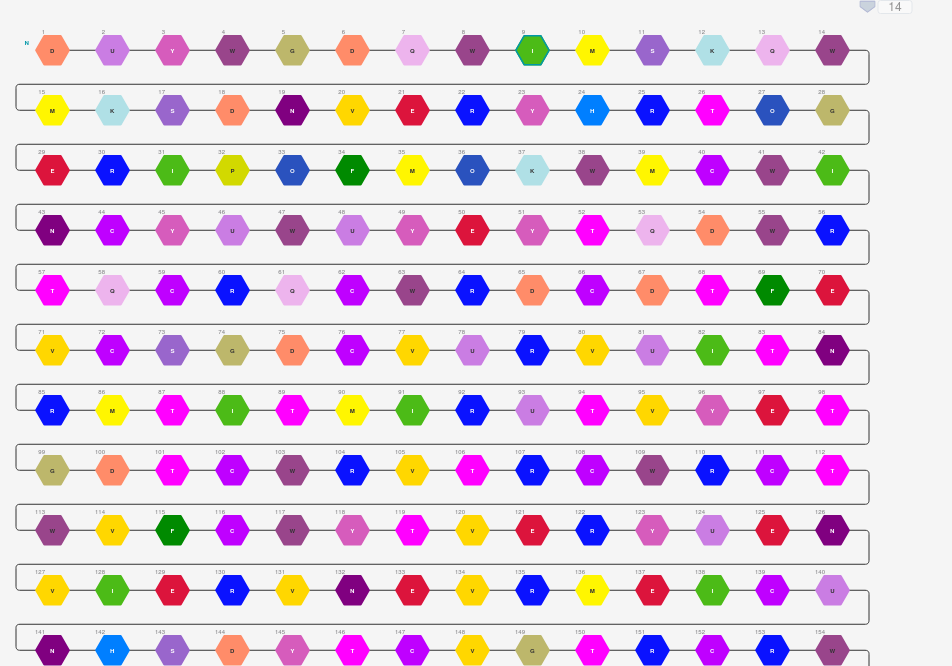 14
1 2 3 4 5 6 7 8 9 10 11 12 13 14
N D U Y W G D Q W I M S K Q W
15 16 17 18 19 20 21 22 23 24 25 26 27 28
M K S D N V E R Y H R T O G
29 30 31 32 33 34 35 36 37 38 39 40 41 42
E R I P O F M O K W M C W I
43 44 45 46 47 48 49 50 51 52 53 54 55 56
N C Y U W U Y E Y T Q D W R
57 58 59 60 61 62 63 64 65 66 67 68 69 70
T Q C R Q C W R D C D T F E
71 72 73 74 75 76 77 78 79 80 81 82 83 84
V C S G D C V U R V U I T N
85 86 87 88 89 90 91 92 93 94 95 96 97 98
R M T I T M I R U T V Y E T
99 100 101 102 103 104 105 106 107 108 109 110 111 112
G D T C W R V T R C W R C T
113 114 115 116 117 118 119 120 121 122 123 124 125 126
W V F C W Y T V E R Y U E N
127 128 129 130 131 132 133 134 135 136 137 138 139 140
V I E R V N E V R M E I C U
141 142 143 144 145 146 147 148 149 150 151 152 153 154
N H S D Y T C V G T R C R W